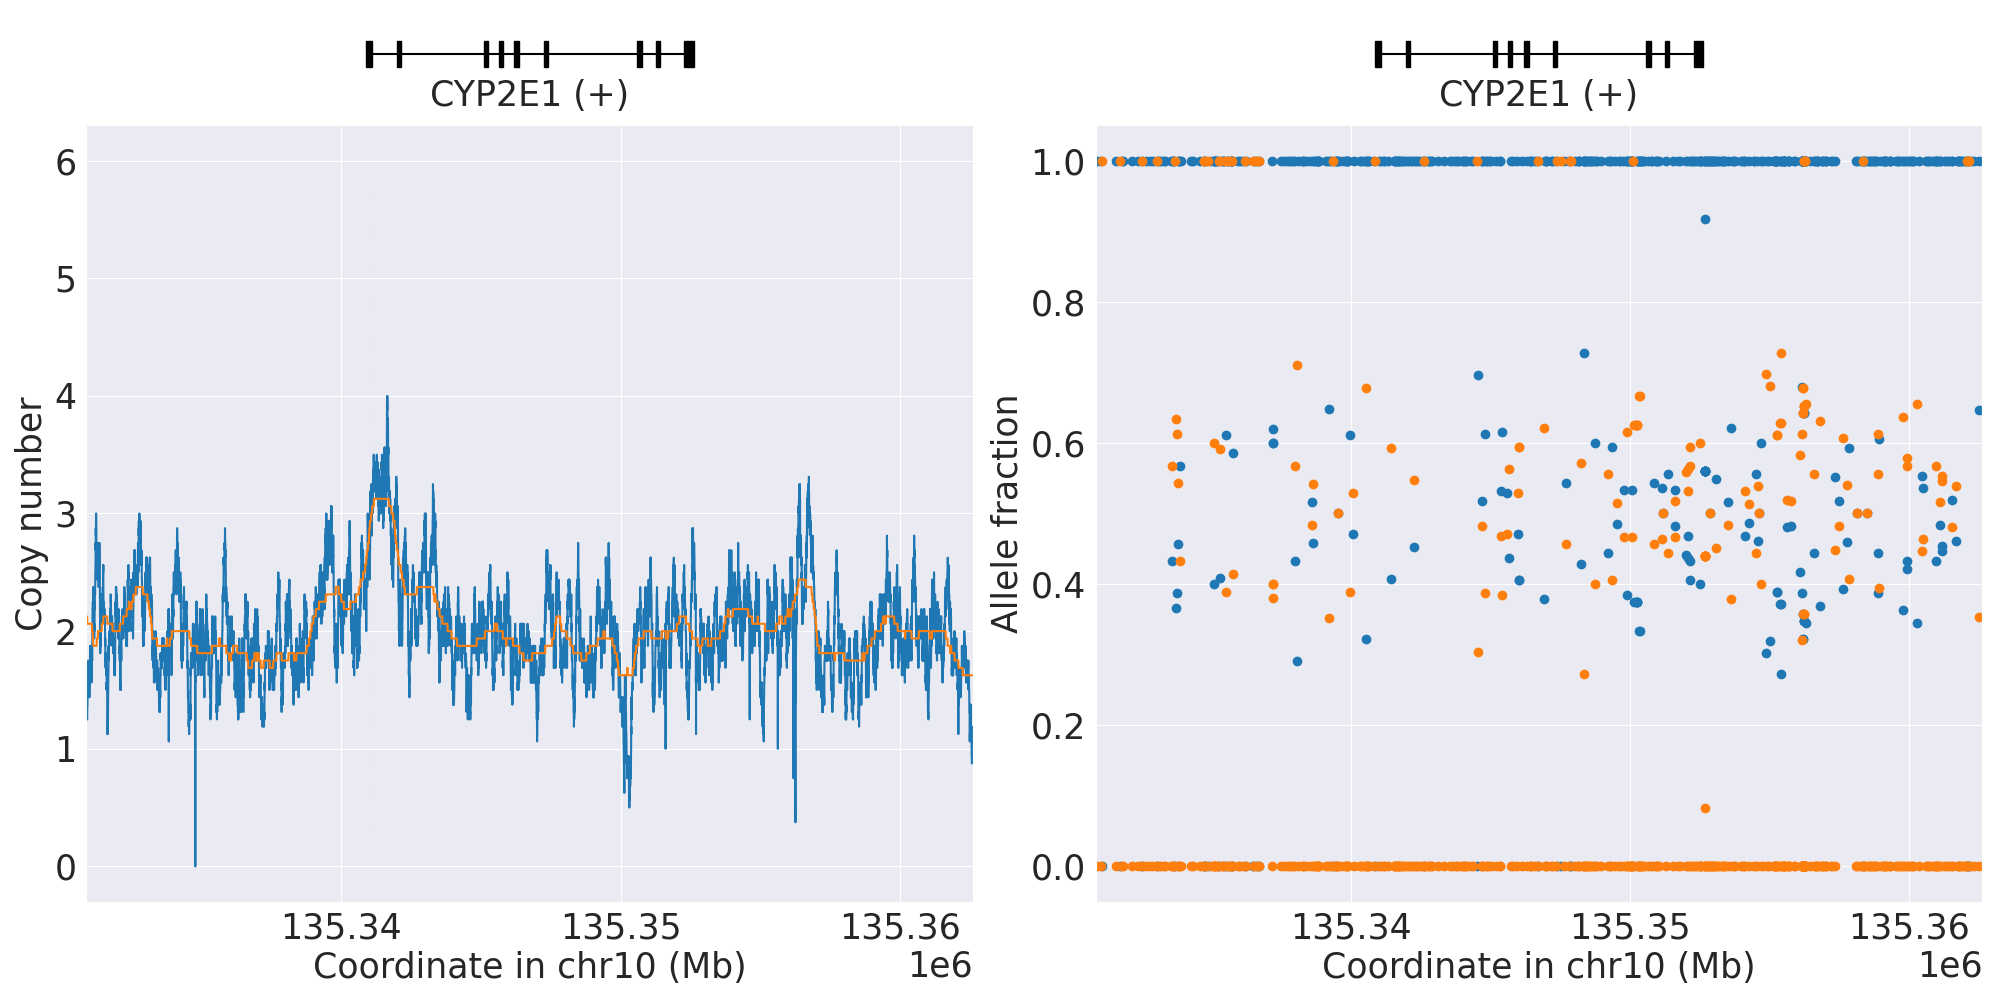 CYP2E1 (+)
6
5
4
3
2
1
0
Copy number
135.34 135.35 135.36
Coordinate in chr10 (Mb)
1e6
CYP2E1 (+)
1.0
0.8
0.6
0.4
0.2
0.0
Allele fraction
135.34 135.35 135.36
Coordinate in chr10 (Mb)
1e6